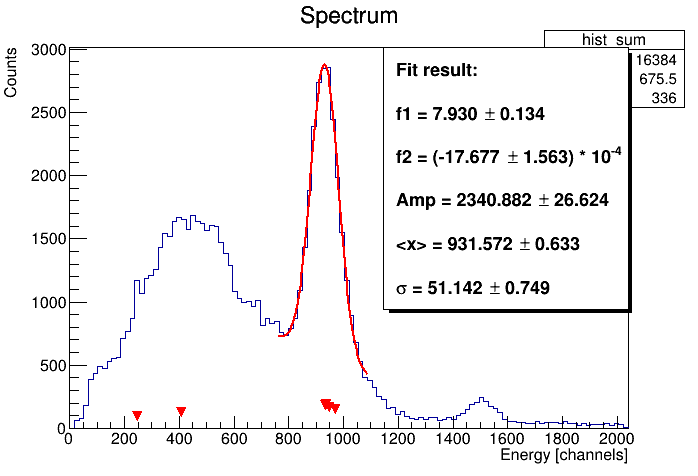 Spectrum
hist_sum
16384
675.5
336
Counts
Fit result:
f1 = 7.930 ± 0.134
f2 = (-17.677 ± 1.563) * 10^-4
Amp = 2340.882 ± 26.624
<x> = 931.572 ± 0.633
σ = 51.142 ± 0.749
3000
2500
2000
1500
1000
500
0
0 200 400 600 800 1000 1200 1400 1600 1800 2000
Energy [channels]